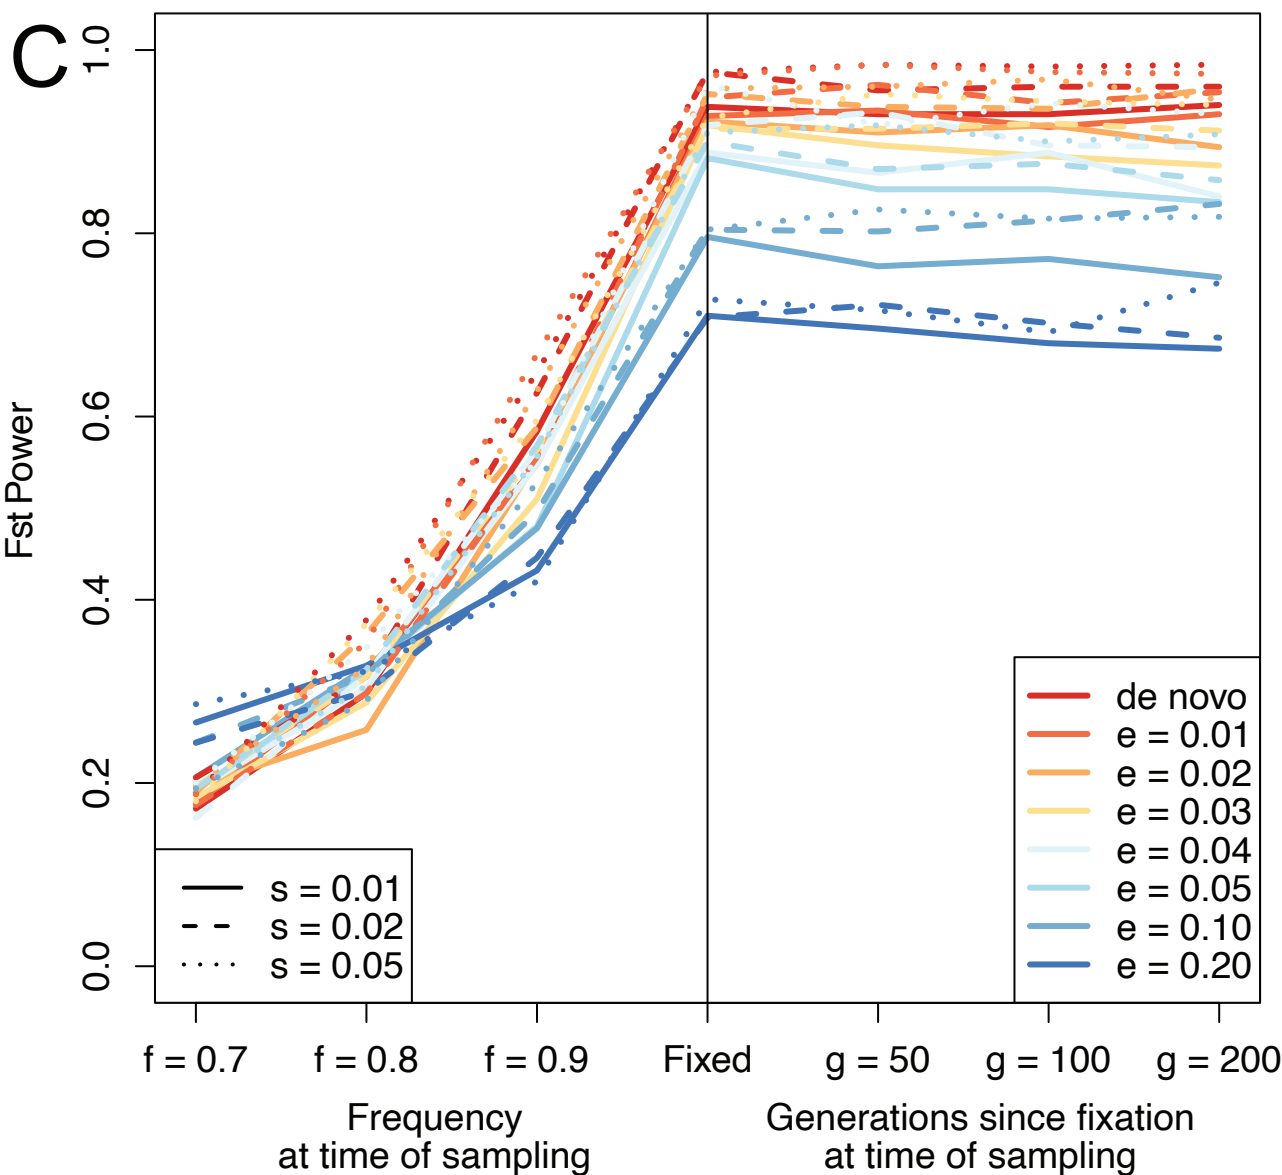 C
1.0
0.8
0.6
0.4
0.2
0.0
Fst Power
s = 0.01
s = 0.02
s = 0.05
de novo
e = 0.01
e = 0.02
e = 0.03
e = 0.04
e = 0.05
e = 0.10
e = 0.20
f = 0.7
f = 0.8
f = 0.9
Fixed
g = 50
g = 100
g = 200
Frequency
at time of sampling
Generations since fixation
at time of sampling